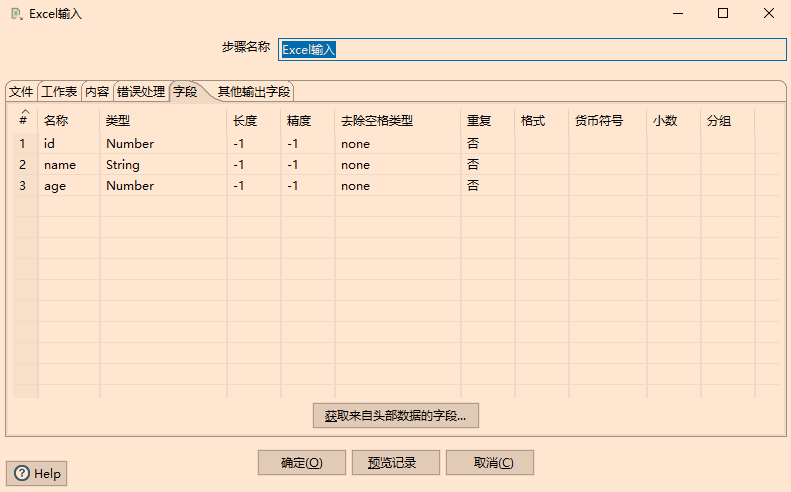 Excel输入
步骤名称 Excel输入
文件 工作表 内容 错误处理 字段 其他输出字段
# 名称 类型 长度 精度 去除空格类型 重复 格式 货币符号 小数 分组
1 id Number -1 -1 none 否
2 name String -1 -1 none 否
3 age Number -1 -1 none 否
获取来自头部数据的字段...
确定(O) 预览记录 取消(C)
Help